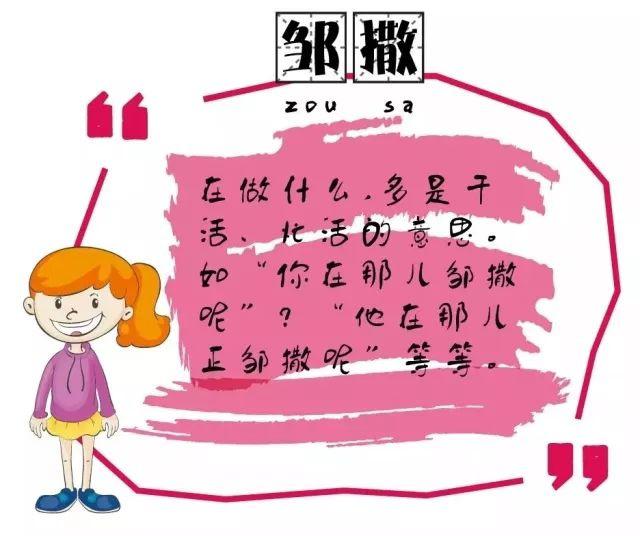 邹撒
zou sa
在做什么,多是干
活、忙活的意思。
如“你在那儿邹撒
呢”?“他在那儿
正邹撒呢”等等。